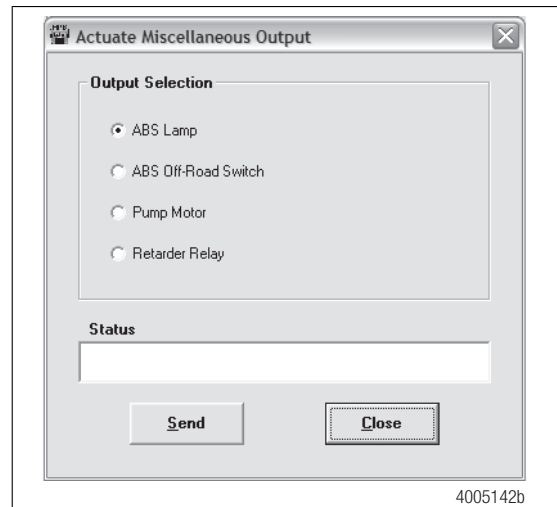 Actuate Miscellaneous Output
Output Selection
ABS Lamp
ABS Off-Road Switch
Pump Motor
Retarder Relay
Status
Send
Close
4005142b